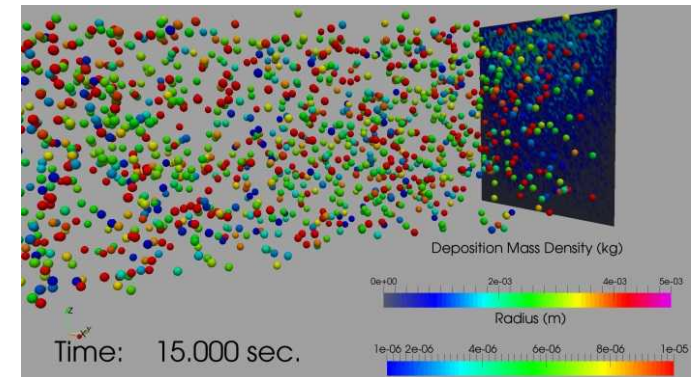 Deposition Mass Density (kg)
0e+00 2e-03 4e-03 5e-03
Radius (m)
1e-06 2e-06 4e-06 6e-06 8e-06 1e-05
Z
Y
X
Time: 15.000 sec.